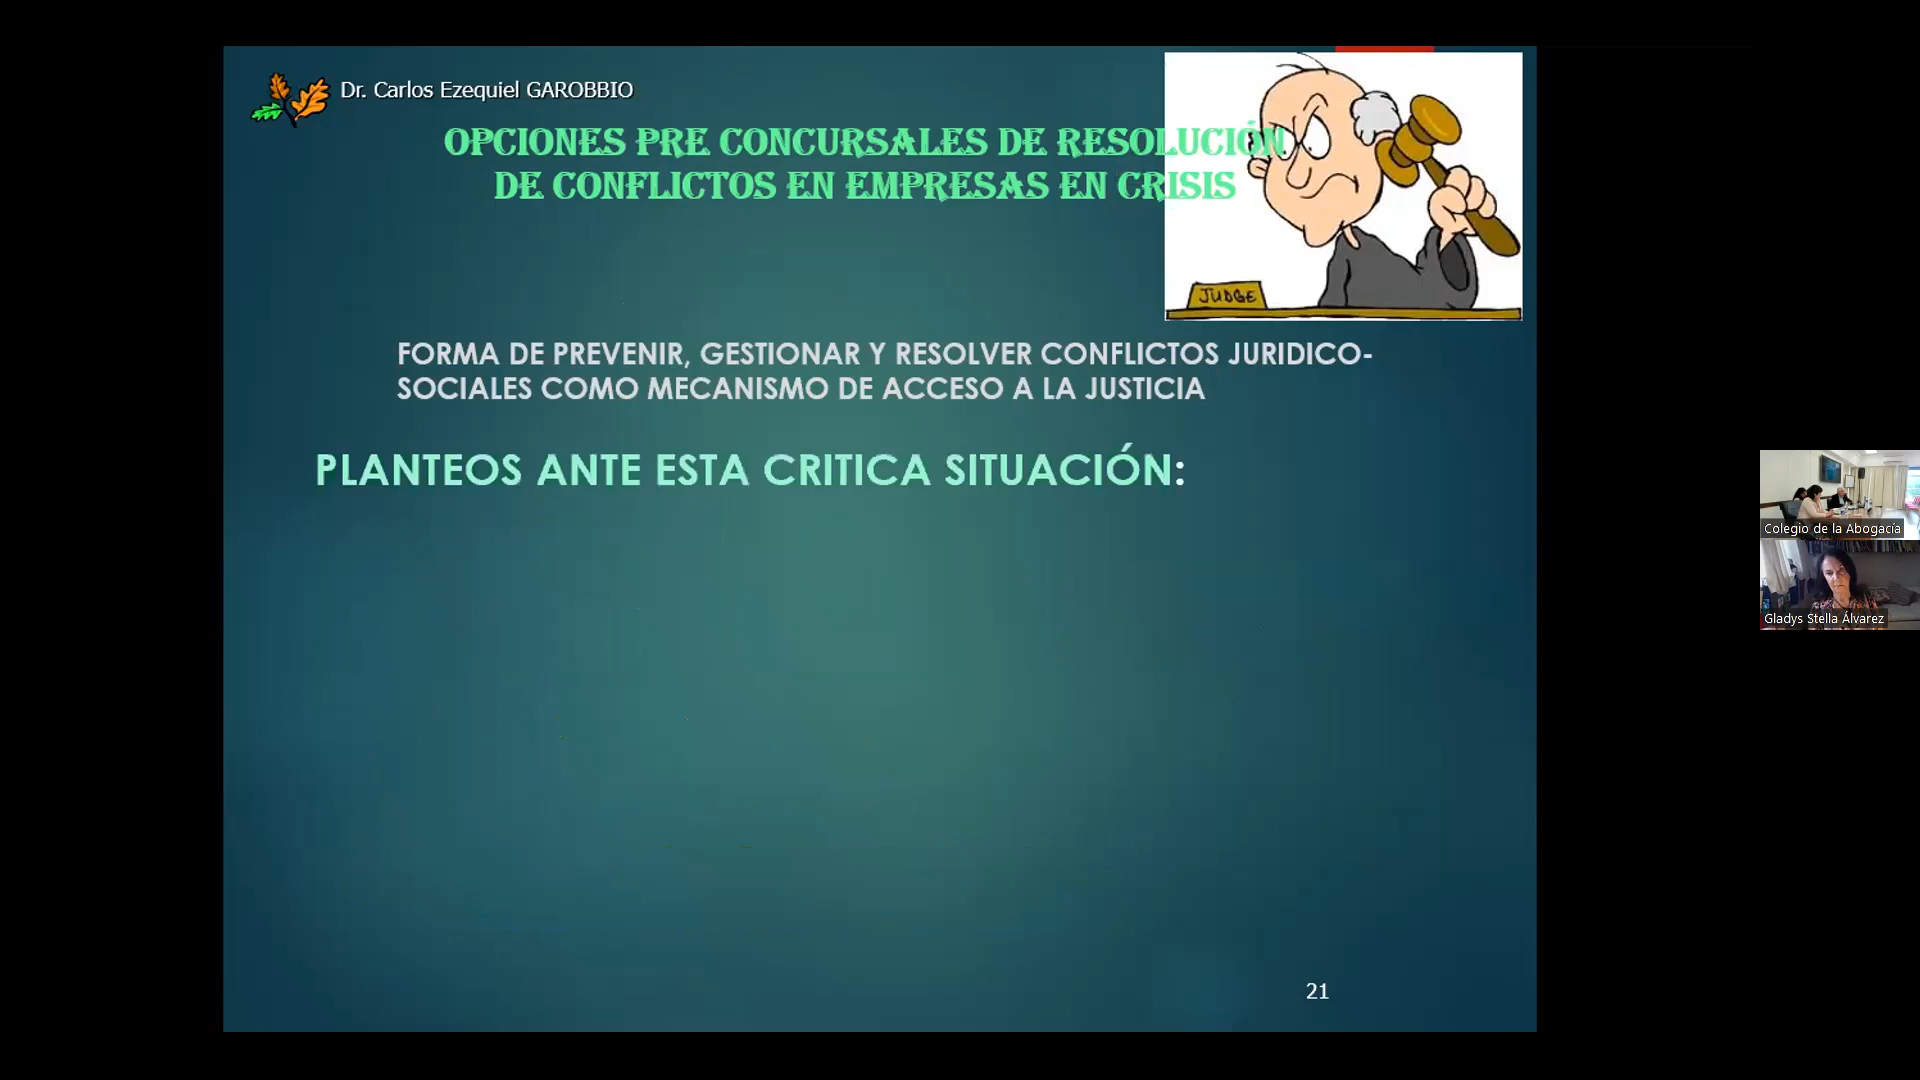 Dr. Carlos Ezequiel GAROBBIO
OPCIONES PRE CONCURSALES DE RESOLUCIÓN
DE CONFLICTOS EN EMPRESAS EN CRISIS
JUDGE
FORMA DE PREVENIR, GESTIONAR Y RESOLVER CONFLICTOS JURIDICO-
SOCIALES COMO MECANISMO DE ACCESO A LA JUSTICIA
PLANTEOS ANTE ESTA CRITICA SITUACIÓN:
Colegio de la Abogacía
Gladys Stella Álvarez
21